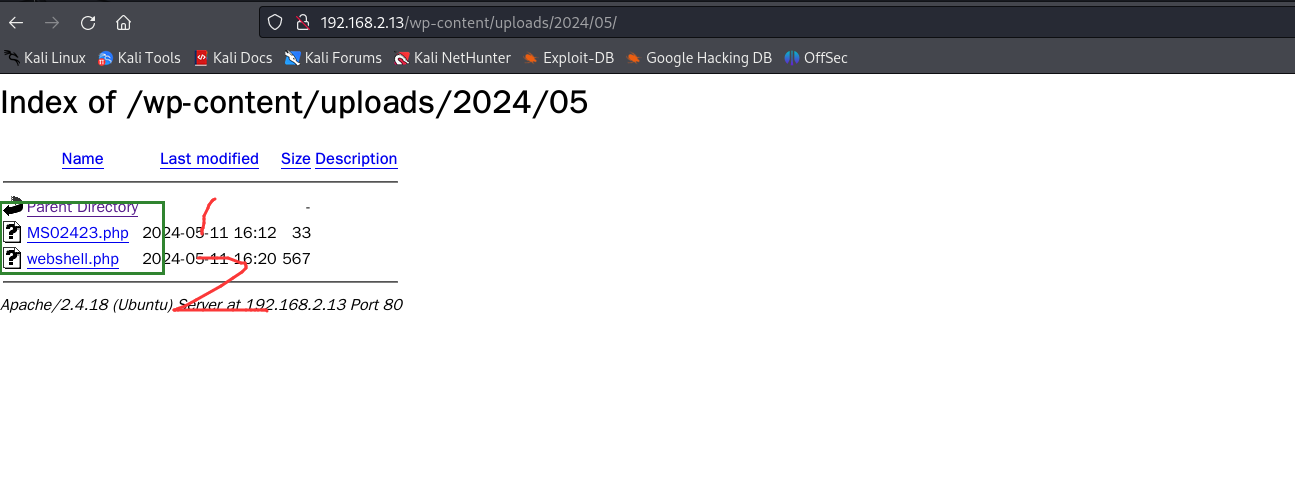 192.168.2.13/wp-content/uploads/2024/05/
Kali Linux Kali Tools Kali Docs Kali Forums Kali NetHunter Exploit-DB Google Hacking DB OffSec
Index of /wp-content/uploads/2024/05
Name Last modified Size Description
Parent Directory -
MS02423.php 2024-05-11 16:12 33
webshell.php 2024-05-11 16:20 567
Apache/2.4.18 (Ubuntu) Server at 192.168.2.13 Port 80
1
2